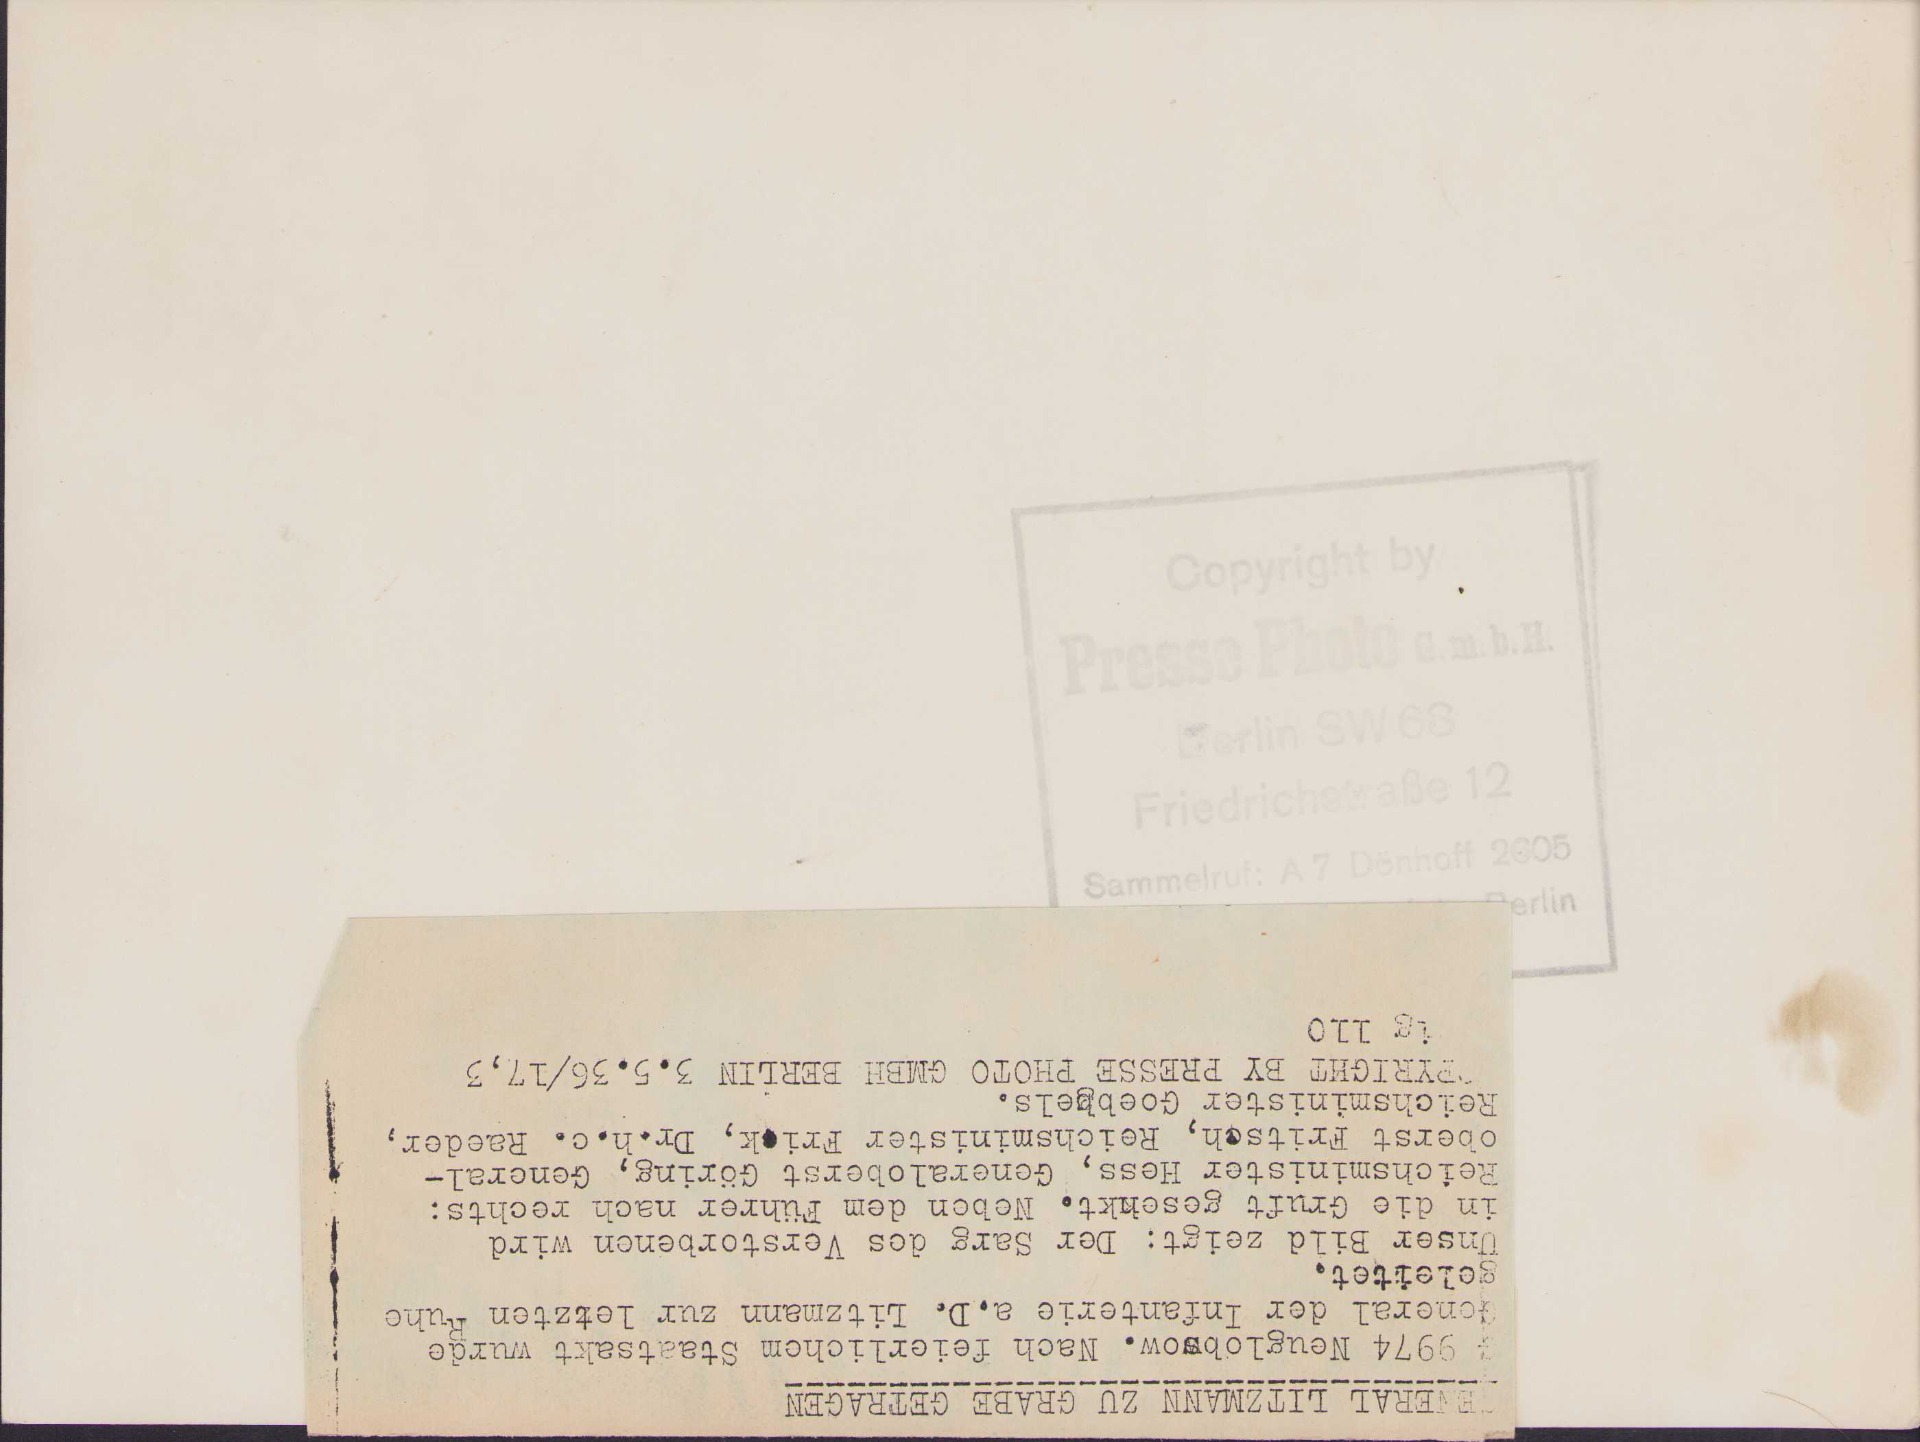 Copyright by
Presse Photo G.m.b.H.
Berlin SW 68
Friedrichstraße 12
Sammelruf: A 7 Dönhoff 2605
Berlin
ENERAL LITZMANN ZU GRABE GETRAGEN
9974 Neuglobsow. Nach feierlichem Staatsakt wurde
General der Infanterie a.D. Litzmann zur letzten Ruhe
geleitet.
Unser Bild zeigt: Der Sarg des Verstorbenen wird
in die Gruft gesenkt. Neben dem Führer nach rechts:
Reichsminister Hess, Generaloberst Göring, General-
oberst Fritsch, Reichsminister Frick, Dr.h.c. Raeder,
Reichsminister Goebbels.
PYRIGHT BY PRESSE PHOTO GMBH BERLIN 3.5.36/17,3
ig 110